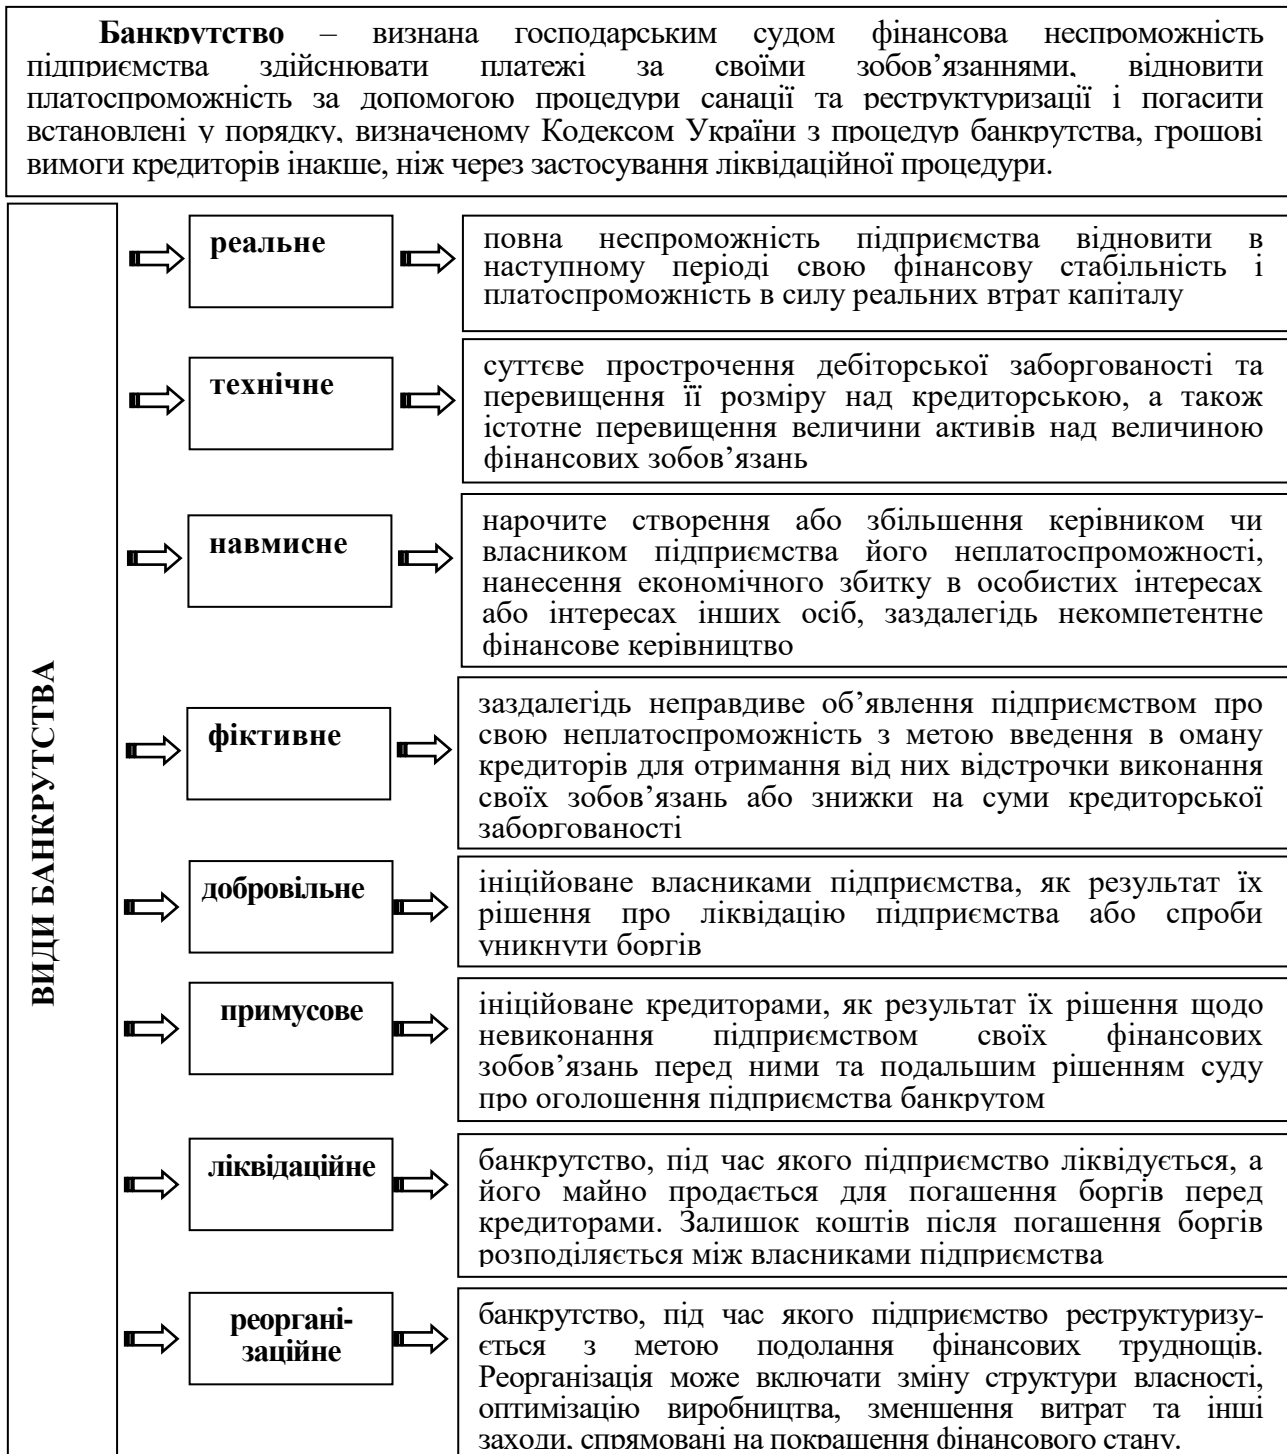 Банкрутство – визнана господарським судом фінансова неспроможність
підприємства здійснювати платежі за своїми зобов’язаннями, відновити
платоспроможність за допомогою процедури санації та реструктуризації і погасити
встановлені у порядку, визначеному Кодексом України з процедур банкрутства, грошові
вимоги кредиторів інакше, ніж через застосування ліквідаційної процедури.
ВИДИ БАНКРУТСТВА
реальне
повна неспроможність підприємства відновити в
наступному періоді свою фінансову стабільність і
платоспроможність в силу реальних втрат капіталу
технічне
суттєве прострочення дебіторської заборгованості та
перевищення її розміру над кредиторською, а також
істотне перевищення величини активів над величиною
фінансових зобов’язань
навмисне
нарочите створення або збільшення керівником чи
власником підприємства його неплатоспроможності,
нанесення економічного збитку в особистих інтересах
або інтересах інших осіб, заздалегідь некомпетентне
фінансове керівництво
фіктивне
заздалегідь неправдиве об’явлення підприємством про
свою неплатоспроможність з метою введення в оману
кредиторів для отримання від них відстрочки виконання
своїх зобов’язань або знижки на суми кредиторської
заборгованості
добровільне
ініційоване власниками підприємства, як результат їх
рішення про ліквідацію підприємства або спроби
уникнути боргів
примусове
ініційоване кредиторами, як результат їх рішення щодо
невиконання підприємством своїх фінансових
зобов’язань перед ними та подальшим рішенням суду
про оголошення підприємства банкрутом
ліквідаційне
банкрутство, під час якого підприємство ліквідується, а
його майно продається для погашення боргів перед
кредиторами. Залишок коштів після погашення боргів
розподіляється між власниками підприємства
реоргані-
заційне
банкрутство, під час якого підприємство реструктуризу-
ється з метою подолання фінансових труднощів.
Реорганізація може включати зміну структури власності,
оптимізацію виробництва, зменшення витрат та інші
заходи, спрямовані на покращення фінансового стану.